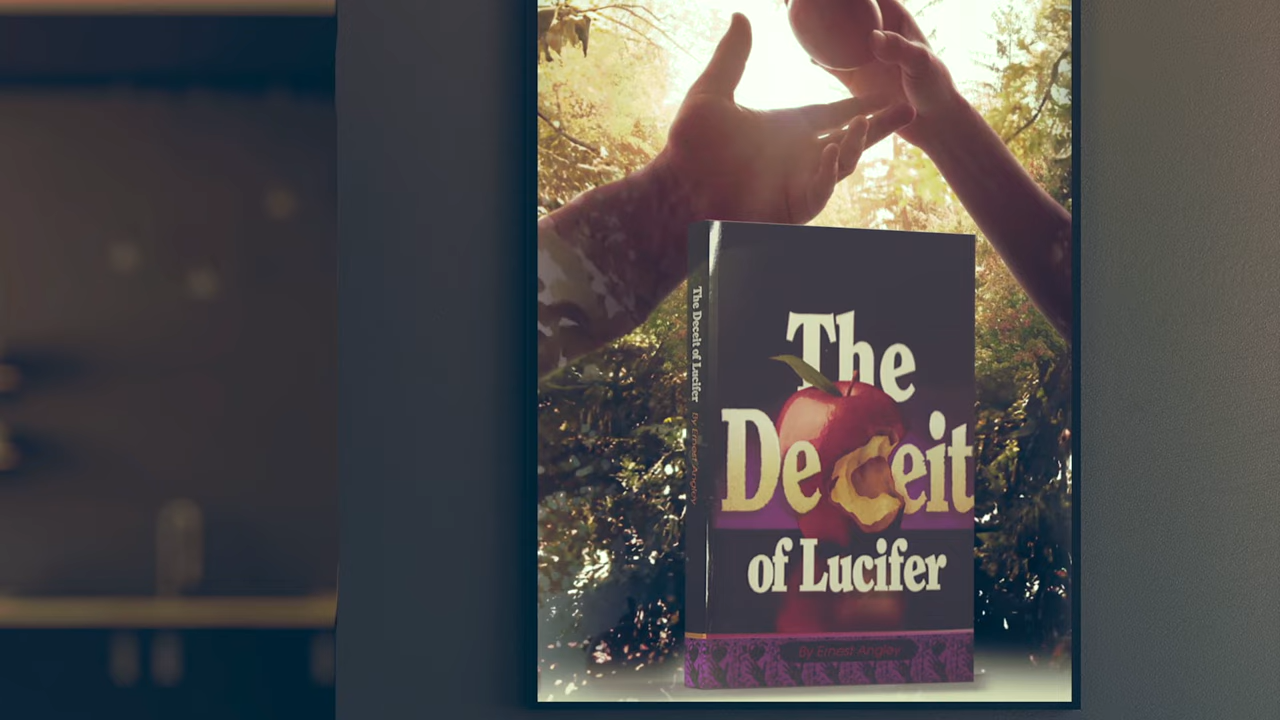 The Deceit of Lucifer By Ernest Angley
The
Deceit
of Lucifer
By Ernest Angley